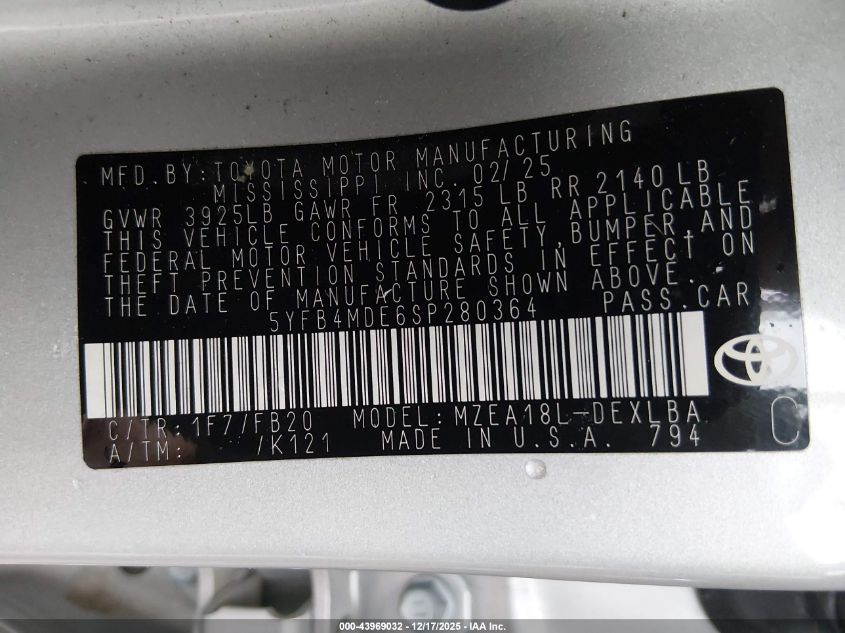 MFD.BY:TOYOTA MOTOR MANUFACTURING
MISSISSIPPI INC. 02/25
GVWR 3925LB GAWR FR 2315 LB RR 2140 LB
THIS VEHICLE CONFORMS TO ALL APPLICABLE
FEDERAL MOTOR VEHICLE SAFETY,BUMPER,AND
THEFT PREVENTION STANDARDS IN EFFECT ON
THE DATE OF MANUFACTURE SHOWN ABOVE.
5YFB4MDE6SP280364 PASS.CAR
C/TR:1F7/FB20 MODEL:MZEA18L-DEXLBA
A/TM: /K121 MADE IN U.S.A. 794 C
000-43969032 - 12/17/2025 - IAA Inc.